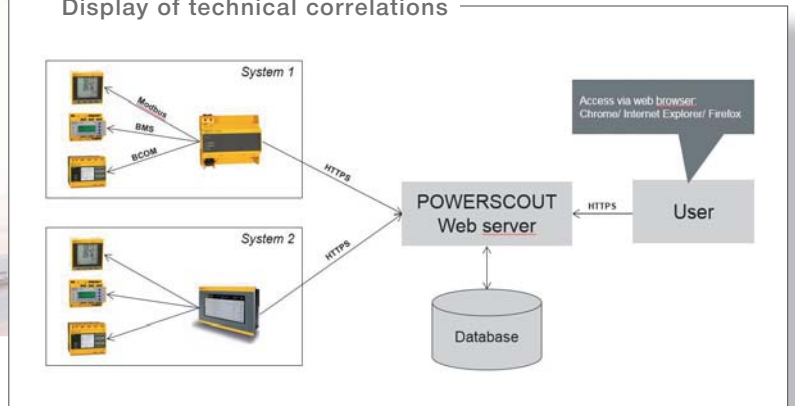 Display of technical correlations
System 1
Modbus
BMS
BCOM
HTTPS
System 2
HTTPS
POWERSCOUT
Web server
Database
HTTPS
User
Access via web browser:
Chrome/ Internet Explorer/ Firefox